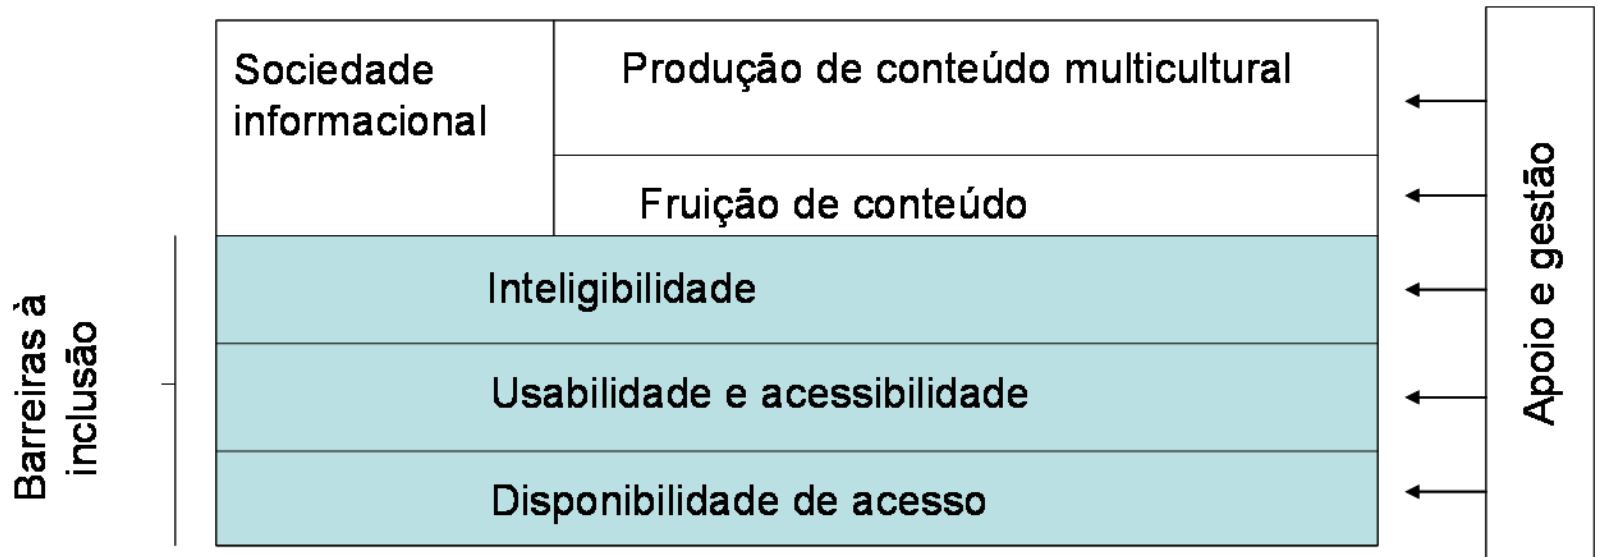 Sociedade
informacional
Produção de conteúdo multicultural
Fruição de conteúdo
Inteligibilidade
Usabilidade e acessibilidade
Disponibilidade de acesso
Barreiras à
inclusão
Apoio e gestão